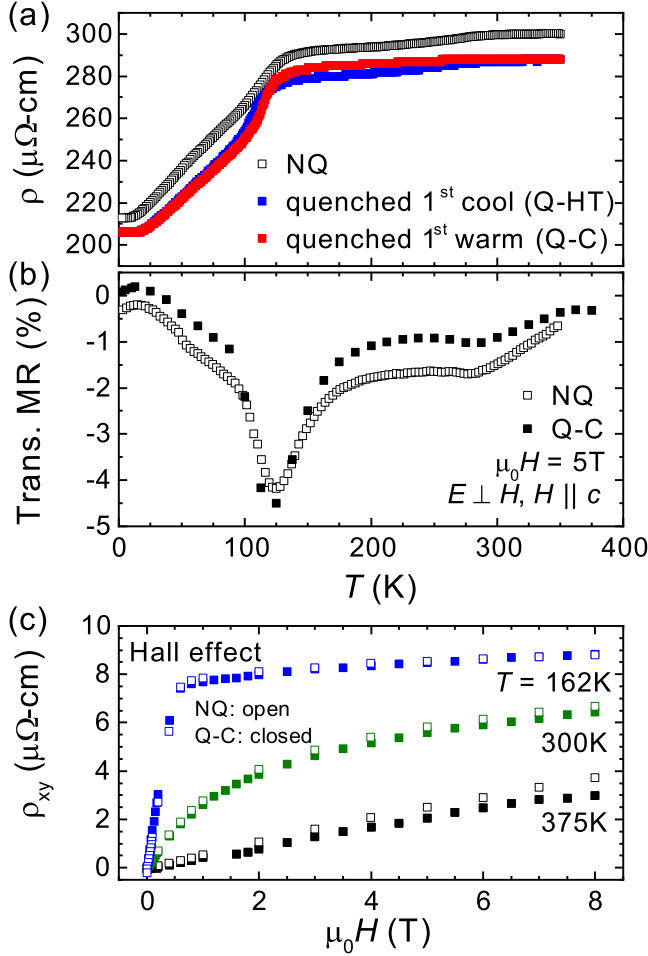 (a)
300
280
260
240
220
200
ρ (μΩ-cm)
NQ
quenched 1st cool (Q-HT)
quenched 1st warm (Q-C)
(b)
0
-1
-2
-3
-4
-5
Trans. MR (%)
NQ
Q-C
μ0H = 5T
E ⊥ H, H || c
0 100 200 300 400
T (K)
(c)
10
8
6
4
2
0
ρxy (μΩ-cm)
Hall effect
NQ: open
Q-C: closed
T = 162K
300K
375K
0 2 4 6 8
μ0H (T)